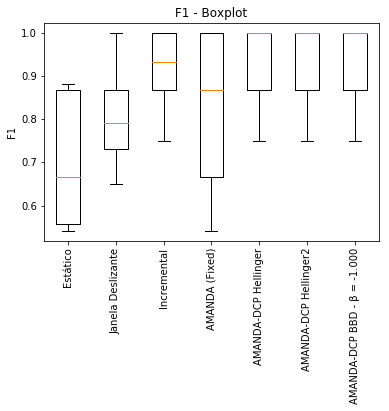 F1 - Boxplot
1.0
0.9
0.8
0.7
0.6
F1
Estático
Janela Deslizante
Incremental
AMANDA (Fixed)
AMANDA-DCP Hellinger
AMANDA-DCP Hellinger2
AMANDA-DCP BBD - β = -1.000